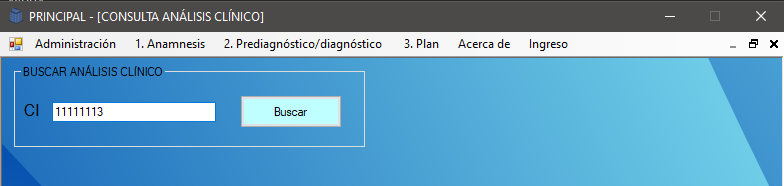 PRINCIPAL - [CONSULTA ANÁLISIS CLÍNICO]
Administración 1. Anamnesis 2. Prediagnóstico/diagnóstico 3. Plan Acerca de Ingreso
BUSCAR ANÁLISIS CLÍNICO
CI 11111113 Buscar